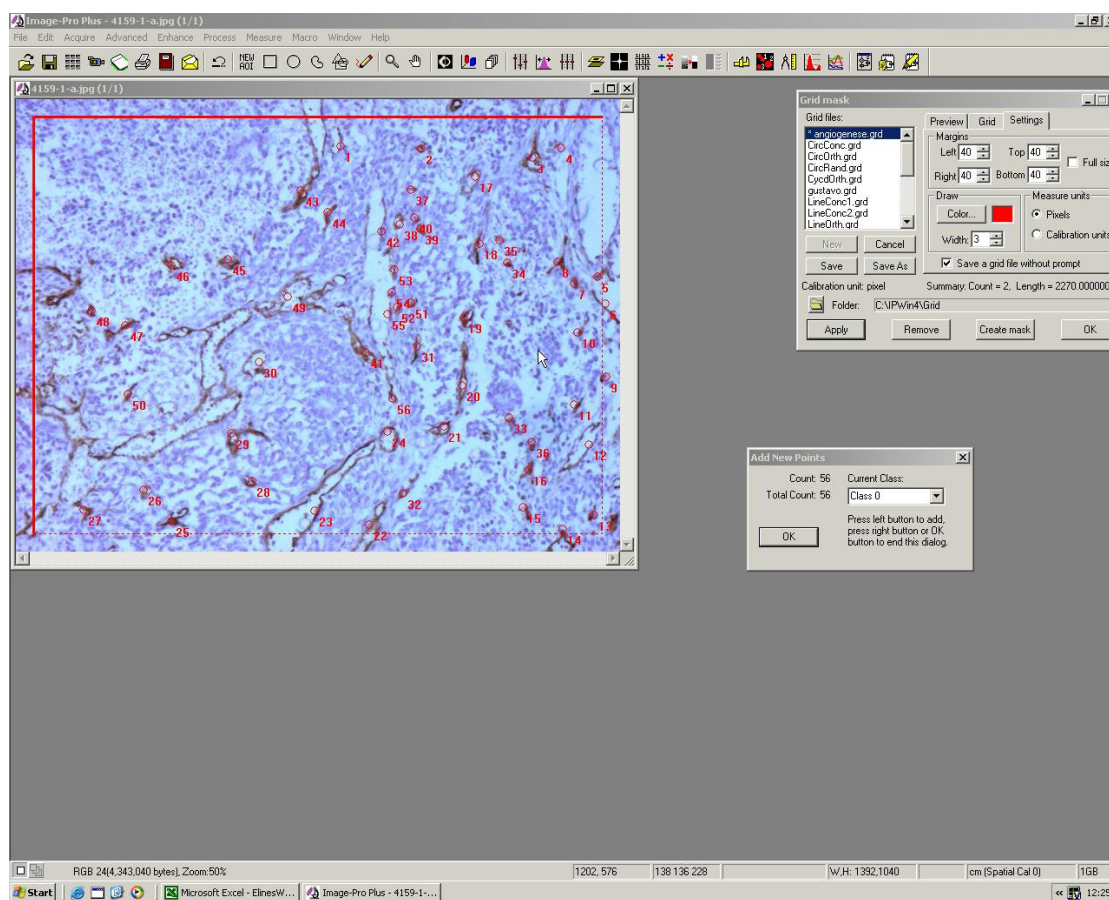 Image-Pro Plus - 4159-1-a.jpg (1/1)
File Edit Acquire Advanced Enhance Process Measure Macro Window Help
NEW AOI
4159-1-a.jpg (1/1)
1
2
3
4
17
37
43
44
38
40
39
42
18
35
34
46
45
53
8
7
5
49
54
51
52
55
6
48
47
19
10
41
31
30
9
50
20
56
11
33
21
24
29
36
12
16
28
26
32
27
25
23
22
15
13
14
Grid mask
Grid files:
* angiogenese.grd
CircConc.grd
CircOrth.grd
CircRand.grd
CycdOrth.grd
gustavo.grd
LineConc1.grd
LineConc2.grd
LineOrth.grd
New Cancel
Save Save As
Preview Grid Settings
Margins
Left 40 Top 40
Right 40 Bottom 40
Full siz
Draw
Color...
Width: 3
Measure units
Pixels
Calibration units
Save a grid file without prompt
Calibration unit: pixel Summary: Count = 2, Length = 2270.000000
Folder: C:\IPWin4\Grid
Apply Remove Create mask OK
Add New Points
Count: 56 Current Class:
Total Count: 56 Class 0
Press left button to add,
press right button or OK
button to end this dialog.
OK
RGB 24(4,343,040 bytes), Zoom:50% 1202, 576 138 136 228 W,H: 1392,1040 cm (Spatial Cal 0) 1GB
Start Microsoft Excel - ElinesW... Image-Pro Plus - 4159-1-... « 12:25